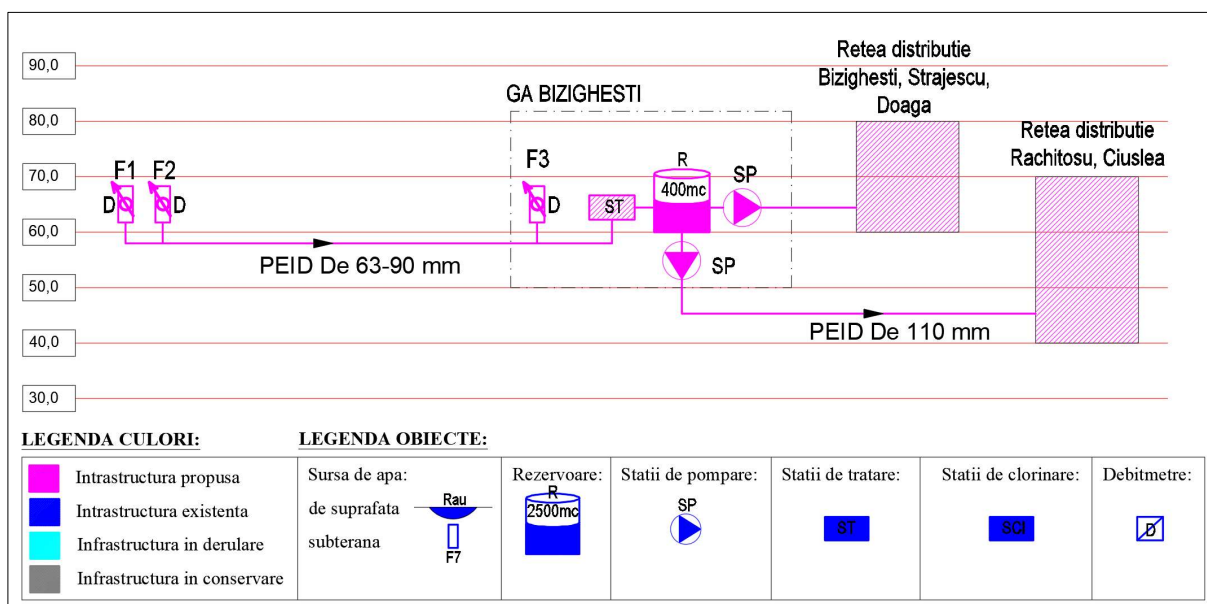 90,0
80,0
70,0
60,0
50,0
40,0
30,0
Retea distributie
Bizighesti, Strajescu,
Doaga
GA BIZIGHESTI
Retea distributie
Rachitosu, Ciuslea
F1
F2
F3
D
D
D
ST
R
400mc
SP
SP
PEID De 63-90 mm
PEID De 110 mm
LEGENDA CULORI:
Intrastructura propusa
Intrastructura existenta
Infrastructura in derulare
Infrastructura in conservare
LEGENDA OBIECTE:
Sursa de apa:
de suprafata
Rau
subterana
F7
Rezervoare:
R
2500mc
Statii de pompare:
SP
Statii de tratare:
ST
Statii de clorinare:
SCl
Debitmetre:
D